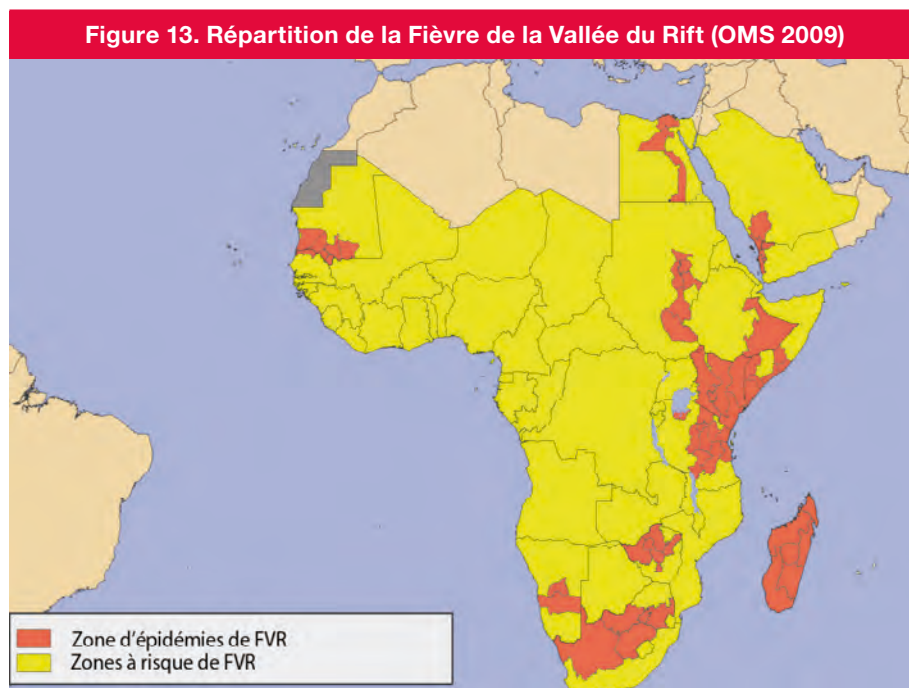 Figure 13. Répartition de la Fièvre de la Vallée du Rift (OMS 2009)
Zone d'épidémies de FVR
Zones à risque de FVR